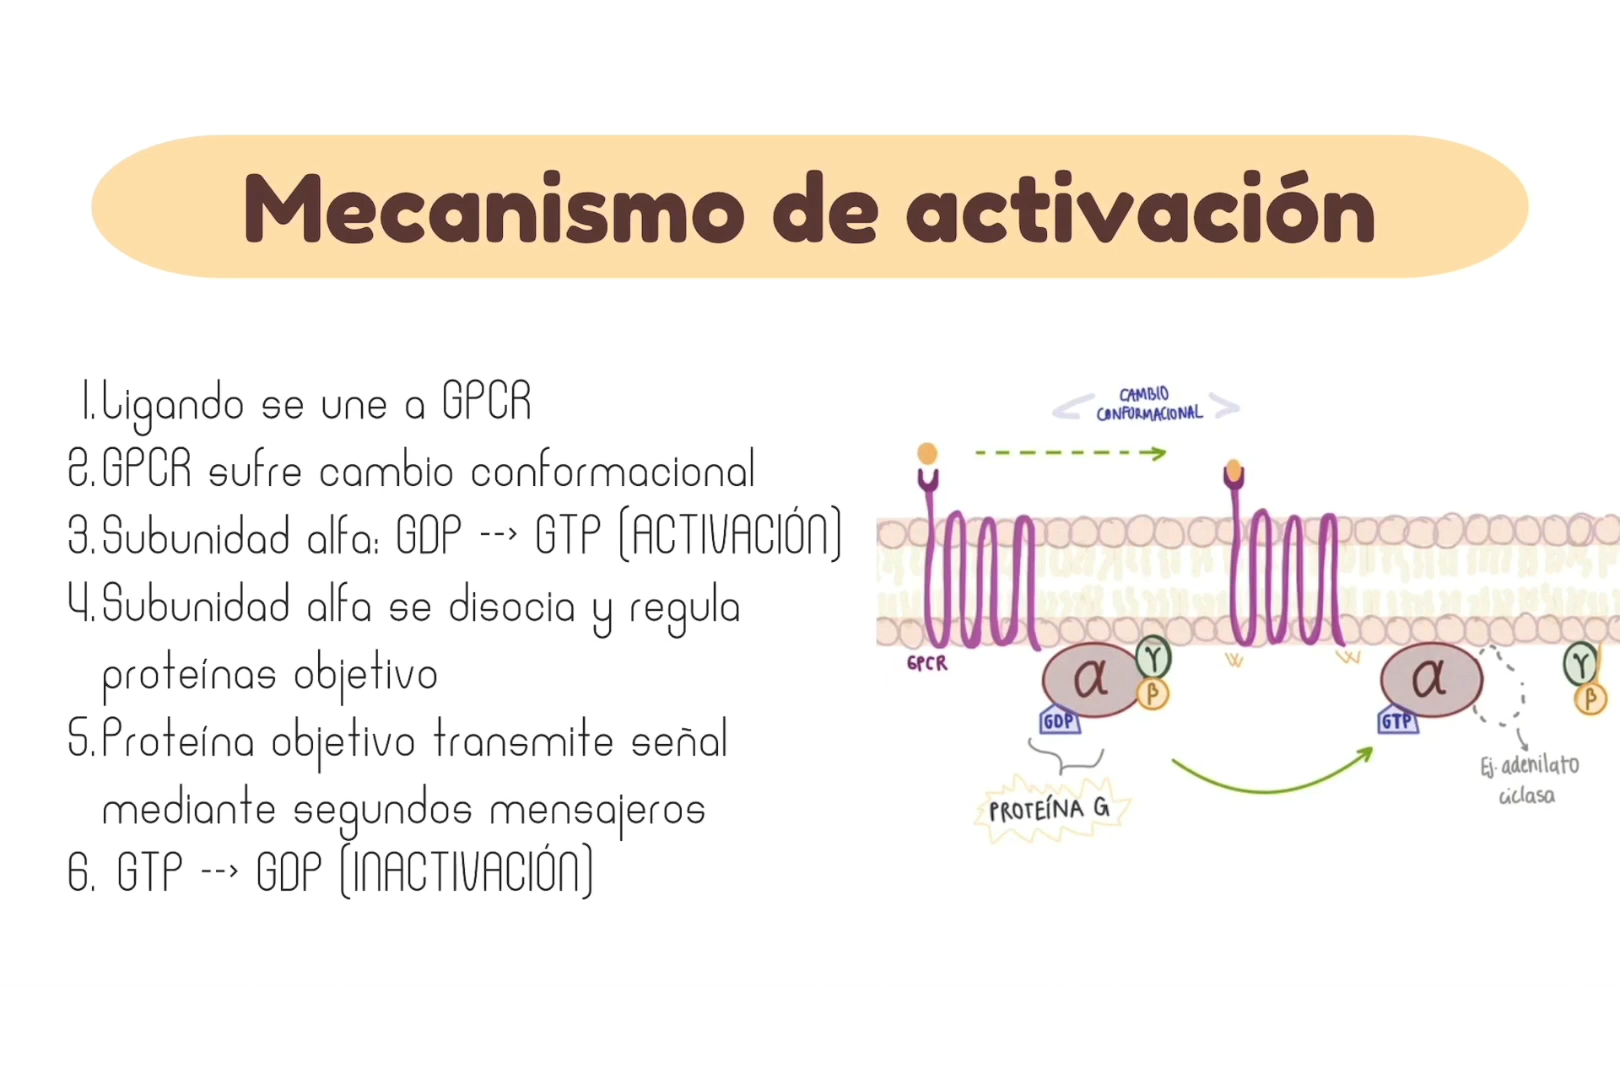 Mecanismo de activación
1. Ligando se une a GPCR
2. GPCR sufre cambio conformacional
3. Subunidad alfa: GDP --> GTP (ACTIVACIÓN)
4. Subunidad alfa se disocia y regula
proteínas objetivo
5. Proteína objetivo transmite señal
mediante segundos mensajeros
6. GTP --> GDP (INACTIVACIÓN)
CAMBIO
CONFORMACIONAL
GPCR
α
γ
β
GDP
PROTEÍNA G
α
GTP
γ
β
Ej. adenilato
ciclasa